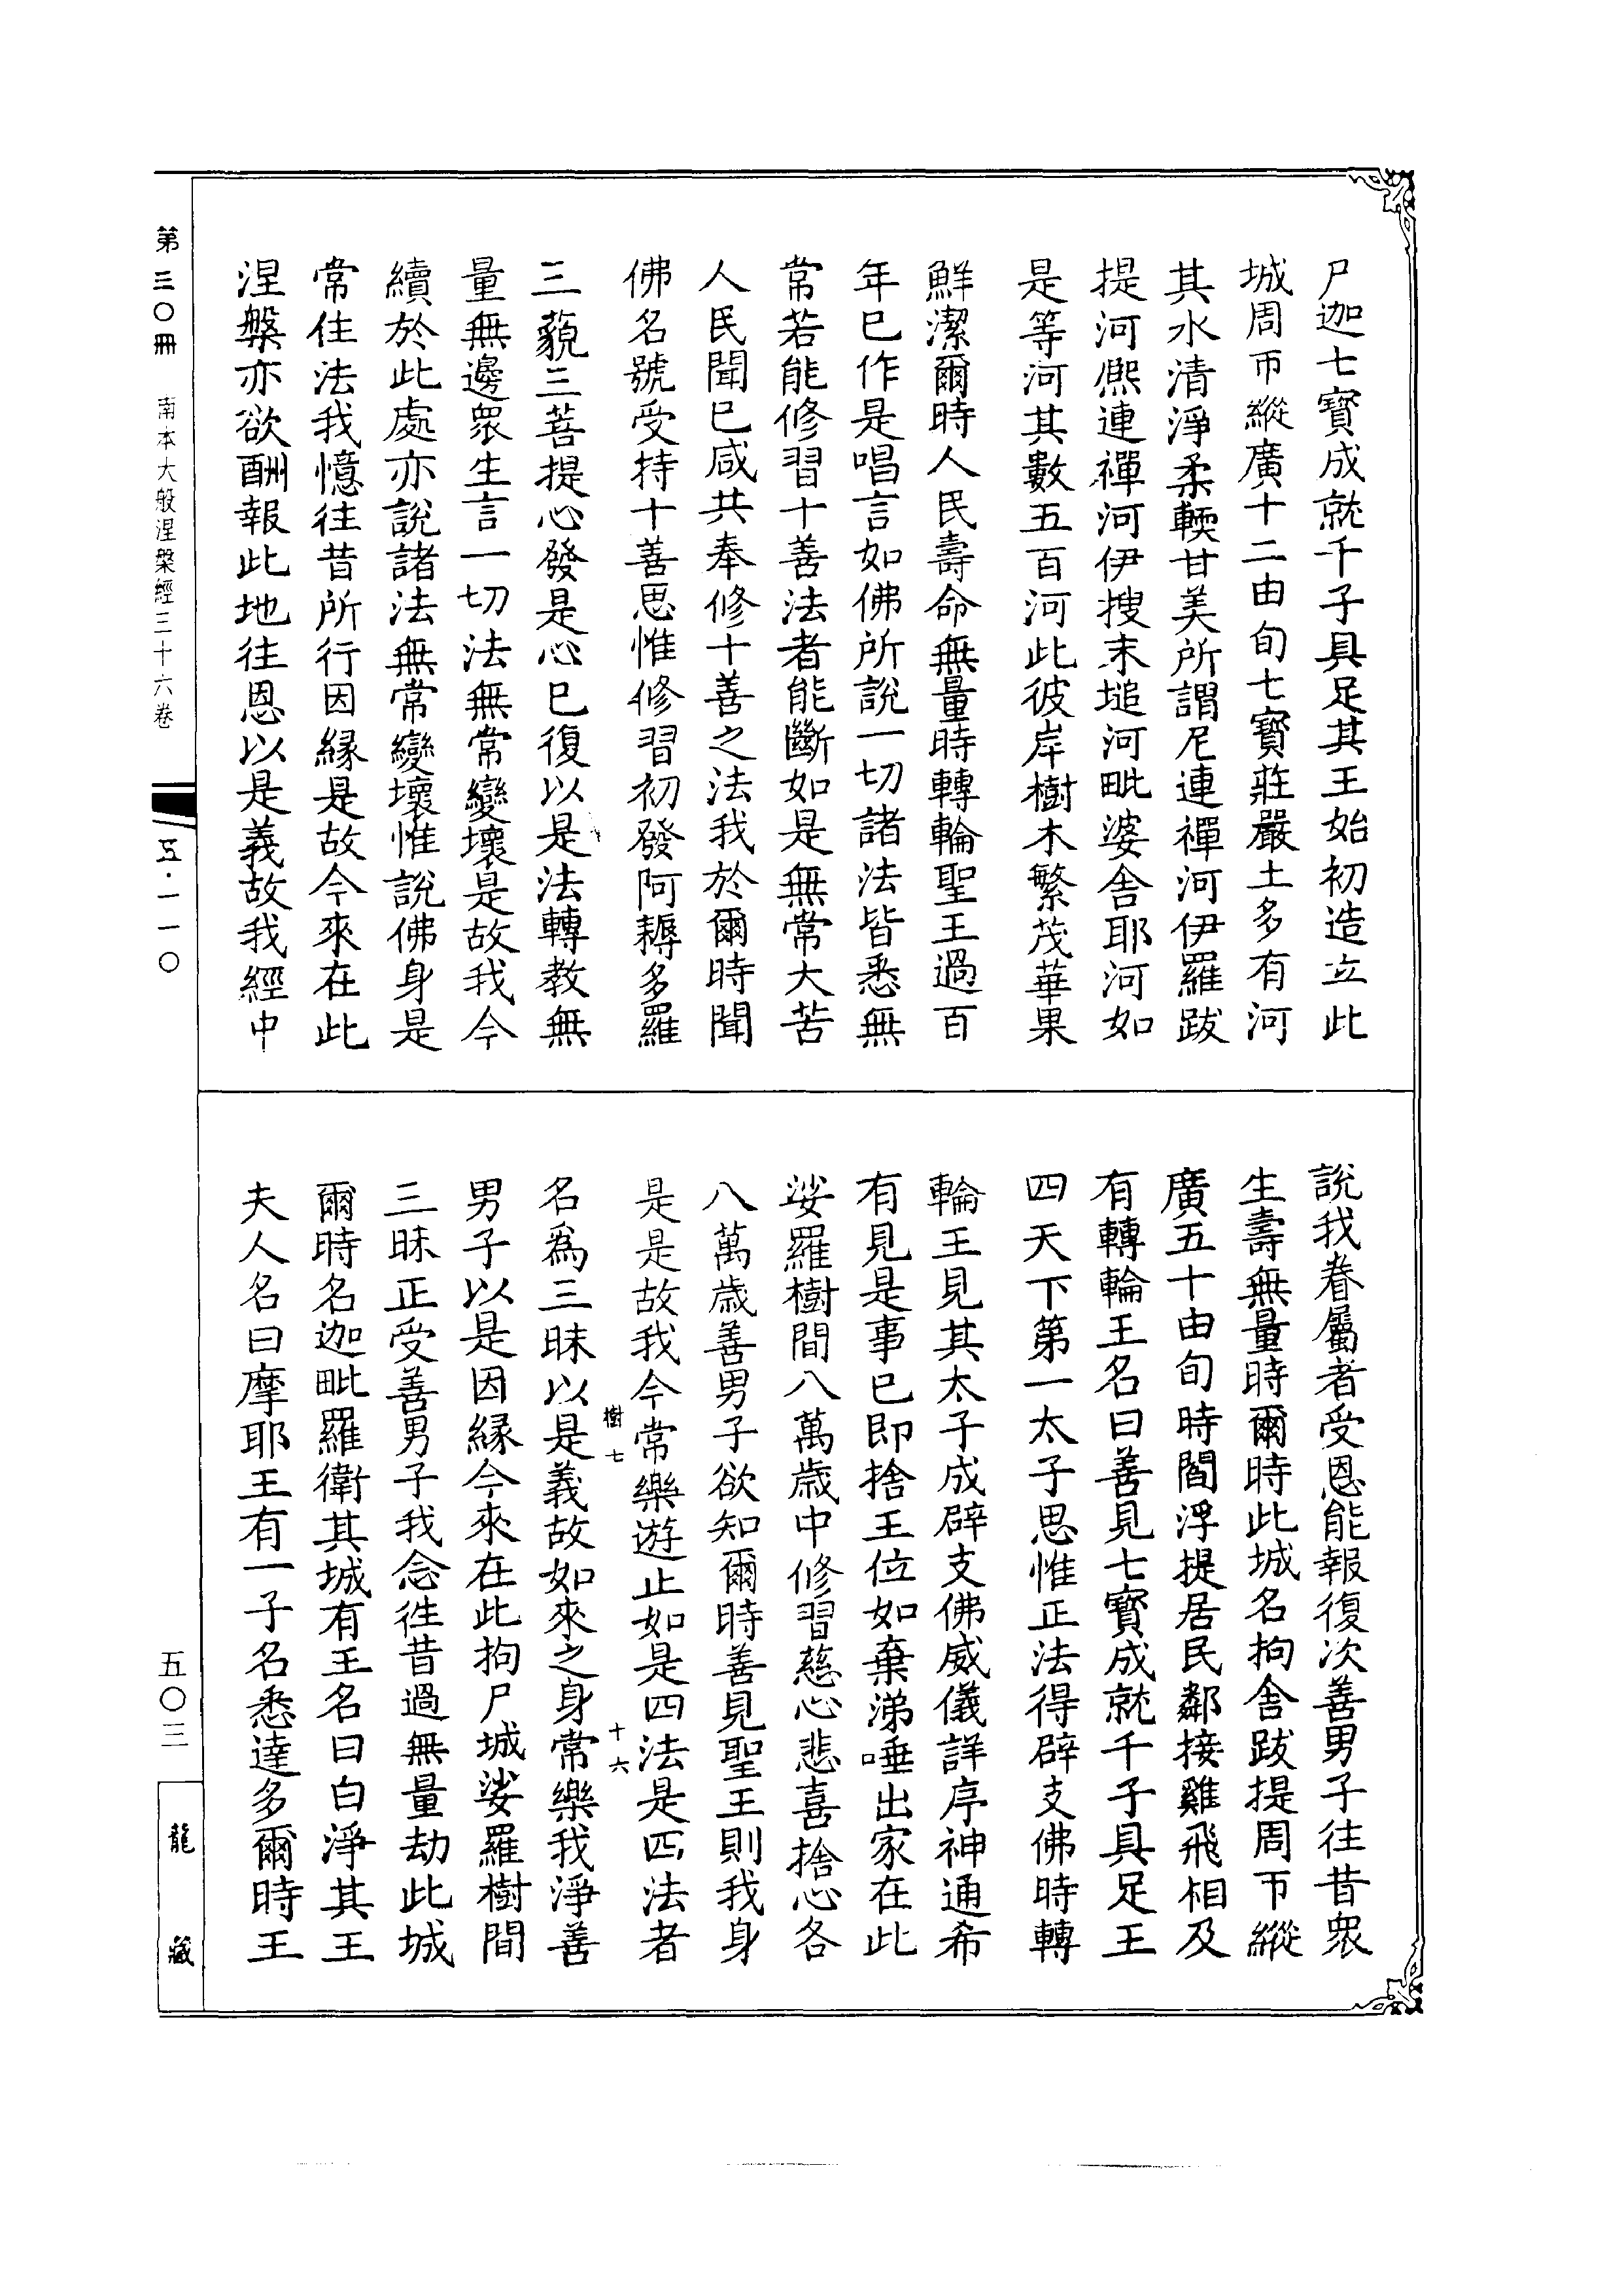 尸迦七寶成就千子具足其王始初造立此
城周帀縱廣十二由旬七寶莊嚴土多有河
其水清淨柔輭甘美所謂尼連禪河伊羅跋
提河熈連禪河伊搜末堆河毗婆舍耶河如
是等河其數五百河此彼岸樹木繁茂華果
鮮潔爾時人民壽命無量時轉輪聖王過百
年已作是唱言如佛所說一切諸法皆悉無
常若能修習十善法者能斷如是無常大苦
人民聞已咸共奉修十善之法我於爾時聞
佛名號受持十善思惟修習初發阿耨多羅
三藐三菩提心發是心已復以是法轉教無
量無邊衆生言一切法無常變壞是故我今
續於此處亦說諸法無常變壞惟說佛身是
常住法我憶往昔所行因緣是故今來在此
涅槃亦欲酬報此地往恩以是義故我經中
說我眷屬者受恩能報復次善男子往昔衆
生壽無量時爾時此城名拘舍跋提周帀縱
廣五十由旬時閻浮提居民鄰接雞飛相及
有轉輪王名曰善見七寶成就千子具足王
四天下第一太子思惟正法得辟支佛時轉
輪王見其太子成辟支佛威儀詳序神通希
有見是事已即捨王位如棄涕唾出家在此
娑羅樹間八萬歲中修習慈心悲喜捨心各
八萬歲善男子欲知爾時善見聖王則我身
是是故我今常樂遊止如是四法是四法者
樹七
十六
名爲三昧以是義故如來之身常樂我淨善
男子以是因緣今來在此拘尸城娑羅樹間
三昧正受善男子我念徃昔過無量劫此城
爾時名迦毗羅衛其城有王名曰白淨其王
夫人名曰摩耶王有一子名悉達多爾時王
第三〇冊
南本大般涅槃經三十六卷
五·一一〇
五〇三
龍藏